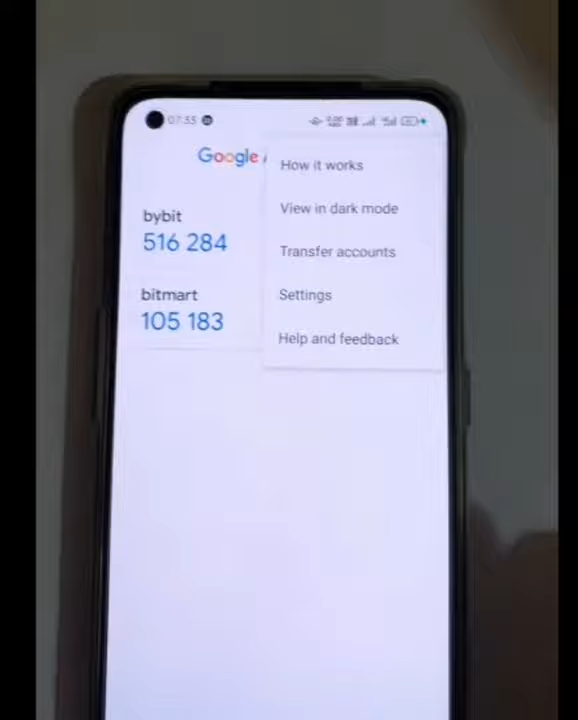 07:33
Google
How it works
View in dark mode
bybit
516 284
Transfer accounts
bitmart
105 183
Settings
Help and feedback